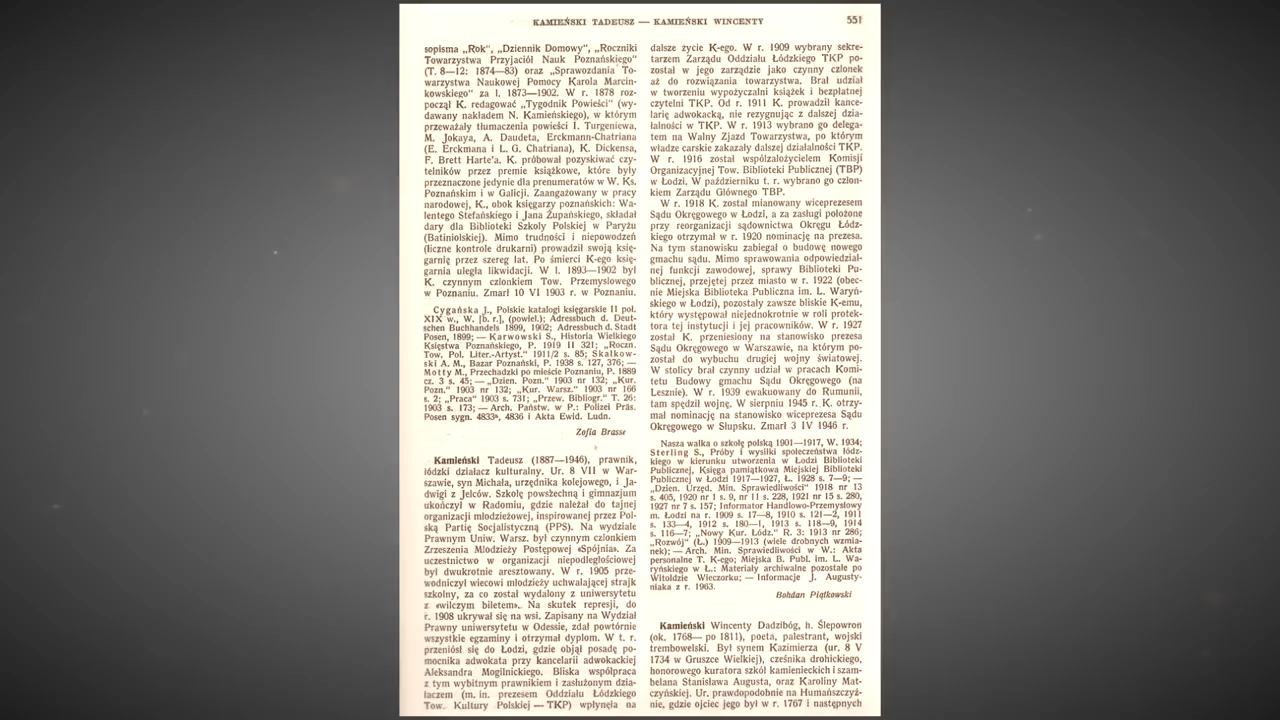 KAMIEŃSKI TADEUSZ — KAMIEŃSKI WINCENTY
551
sopisma „Rok”, „Dziennik Domowy”, „Roczniki
Towarzystwa Przyjaciół Nauk Poznańskiego”
(T. 8—12: 1874—83) oraz „Sprawozdania To-
warzystwa Naukowej Pomocy Karola Marcin-
kowskiego” za l. 1873—1902. W r. 1878 roz-
począł K. redagować „Tygodnik Powieści” (wy-
dawany nakładem N. Kamieńskiego), w którym
przeważały tłumaczenia powieści I. Turgeniewa,
M. Jokaya, A. Daudeta, Erckmann-Chatriana
(E. Erckmana i L. G. Chatriana), K. Dickensa,
F. Brett Harte'a. K. próbował pozyskiwać czy-
telników przez premie książkowe, które były
przeznaczone jedynie dla prenumeratów w W. Ks.
Poznańskim i w Galicji. Zaangażowany w pracy
narodowej, K., obok księgarzy poznańskich: Wa-
lentego Stefańskiego i Jana Żupańskiego, składał
dary dla Biblioteki Szkoły Polskiej w Paryżu
(Batiniolskiej). Mimo trudności i niepowodzeń
(liczne kontrole drukarni) prowadził swoją księ-
garnię przez szereg lat. Po śmierci K-ego księ-
garnia uległa likwidacji. W l. 1893—1902 był
K. czynnym członkiem Tow. Przemysłowego
w Poznaniu. Zmarł 10 VI 1903 r. w Poznaniu.
Cygańska J., Polskie katalogi księgarskie II poł.
XIX w., W. [b. r.], (powiel.); Adressbuch d. Deut-
schen Buchhandels 1899, 1902; Adressbuch d. Stadt
Posen, 1899; — Karwowski S., Historia Wielkiego
Księstwa Poznańskiego, P. 1919 II 321; „Roczn.
Tow. Pol. Liter.-Artyst.” 1911/2 s. 85; Skałkow-
ski A. M., Bazar Poznański, P. 1938 s. 127, 376; —
Motty M., Przechadzki po mieście Poznaniu, P. 1889
cz. 3 s. 45; — „Dzien. Pozn.” 1903 nr 132; „Kur.
Pozn.” 1903 nr 132; „Kur. Warsz.” 1903 nr 166
s. 2; „Praca” 1903 s. 731; „Przew. Bibliogr.” T. 26:
1903 s. 173; — Arch. Państw. w P.: Polizei Präs.
Posen sygn. 4833ᵇ, 4836 i Akta Ewid. Ludn.
Zofia Brasse
Kamieński Tadeusz (1887—1946), prawnik,
łódzki działacz kulturalny. Ur. 8 VII w War-
szawie, syn Michała, urzędnika kolejowego, i Ja-
dwigi z Jelców. Szkołę powszechną i gimnazjum
ukończył w Radomiu, gdzie należał do tajnej
organizacji młodzieżowej, inspirowanej przez Pol-
ską Partię Socjalistyczną (PPS). Na wydziale
Prawnym Uniw. Warsz. był czynnym członkiem
Zrzeszenia Młodzieży Postępowej «Spójnia». Za
uczestnictwo w organizacji niepodległościowej
był dwukrotnie aresztowany. W r. 1905 prze-
wodniczył wiecowi młodzieży uchwalającej strajk
szkolny, za co został wydalony z uniwersytetu
z «wilczym biletem». Na skutek represji, do
r. 1908 ukrywał się na wsi. Zapisany na Wydział
Prawny uniwersytetu w Odessie, zdał powtórnie
wszystkie egzaminy i otrzymał dyplom. W t. r.
przeniósł się do Łodzi, gdzie objął posadę po-
mocnika adwokata przy kancelarii adwokackiej
Aleksandra Mogilnickiego. Bliska współpraca
z tym wybitnym prawnikiem i zasłużonym dzia-
łaczem (m. in. prezesem Oddziału Łódzkiego
Tow. Kultury Polskiej — TKP) wpłynęła na
dalsze życie K-ego. W r. 1909 wybrany sekre-
tarzem Zarządu Oddziału Łódzkiego TKP po-
został w jego zarządzie jako czynny członek
aż do rozwiązania towarzystwa. Brał udział
w tworzeniu wypożyczalni książek i bezpłatnej
czytelni TKP. Od r. 1911 K. prowadził kance-
larię adwokacką, nie rezygnując z dalszej dzia-
łalności w TKP. W r. 1913 wybrano go delega-
tem na Walny Zjazd Towarzystwa, po którym
władze carskie zakazały dalszej działalności TKP.
W r. 1916 został współzałożycielem Komisji
Organizacyjnej Tow. Biblioteki Publicznej (TBP)
w Łodzi. W październiku t. r. wybrano go człon-
kiem Zarządu Głównego TBP.
W r. 1918 K. został mianowany wiceprezesem
Sądu Okręgowego w Łodzi, a za zasługi położone
przy reorganizacji sądownictwa Okręgu Łódz-
kiego otrzymał w r. 1920 nominację na prezesa.
Na tym stanowisku zabiegał o budowę nowego
gmachu sądu. Mimo sprawowania odpowiedzial-
nej funkcji zawodowej, sprawy Biblioteki Pu-
blicznej, przejętej przez miasto w r. 1922 (obec-
nie Miejska Biblioteka Publiczna im. L. Waryń-
skiego w Łodzi), pozostały zawsze bliskie K-emu,
który występował niejednokrotnie w roli protek-
tora tej instytucji i jej pracowników. W r. 1927
został K. przeniesiony na stanowisko prezesa
Sądu Okręgowego w Warszawie, na którym po-
został do wybuchu drugiej wojny światowej.
W stolicy brał czynny udział w pracach Komi-
tetu Budowy gmachu Sądu Okręgowego (na
Lesznie). W r. 1939 ewakuowany do Rumunii,
tam spędził wojnę. W sierpniu 1945 r. K. otrzy-
mał nominację na stanowisko wiceprezesa Sądu
Okręgowego w Słupsku. Zmarł 3 IV 1946 r.
Nasza walka o szkołę polską 1901—1917, W. 1934;
Sterling S., Próby i wysiłki społeczeństwa łódz-
kiego w kierunku utworzenia w Łodzi Biblioteki
Publicznej, Księga pamiątkowa Miejskiej Biblioteki
Publicznej w Łodzi 1917—1927, Ł. 1928 s. 7—9; —
„Dzien. Urzęd. Min. Sprawiedliwości” 1918 nr 13
s. 405, 1920 nr 1 s. 9, nr 11 s. 228, 1921 nr 15 s. 280,
1927 nr 7 s. 157; Informator Handlowo-Przemysłowy
m. Łodzi na r. 1909 s. 17—8, 1910 s. 121—2, 1911
s. 133—4, 1912 s. 180—1, 1913 s. 118—9, 1914
s. 116—7; „Nowy Kur. Łódz.” R. 3: 1913 nr 286;
„Rozwój” (Ł.) 1909—1913 (wiele drobnych wzmia-
nek); — Arch. Min. Sprawiedliwości w W.: Akta
personalne T. K-ego; Miejska B. Publ. im. L. Wa-
ryńskiego w Ł.: Materiały archiwalne pozostałe po
Witoldzie Wieczorku; — Informacje J. Augusty-
niaka z r. 1963.
Bohdan Piątkowski
Kamieński Wincenty Dadzibóg, h. Ślepowron
(ok. 1768— po 1811), poeta, palestrant, wojski
trembowelski. Był synem Kazimierza (ur. 8 V
1734 w Gruszce Wielkiej), cześnika drohickiego,
honorowego kuratora szkół kamienieckich i szam-
belana Stanisława Augusta, oraz Karoliny Mat-
czyńskiej. Ur. prawdopodobnie na Humańszczyź-
nie, gdzie ojciec jego był w r. 1767 i następnych